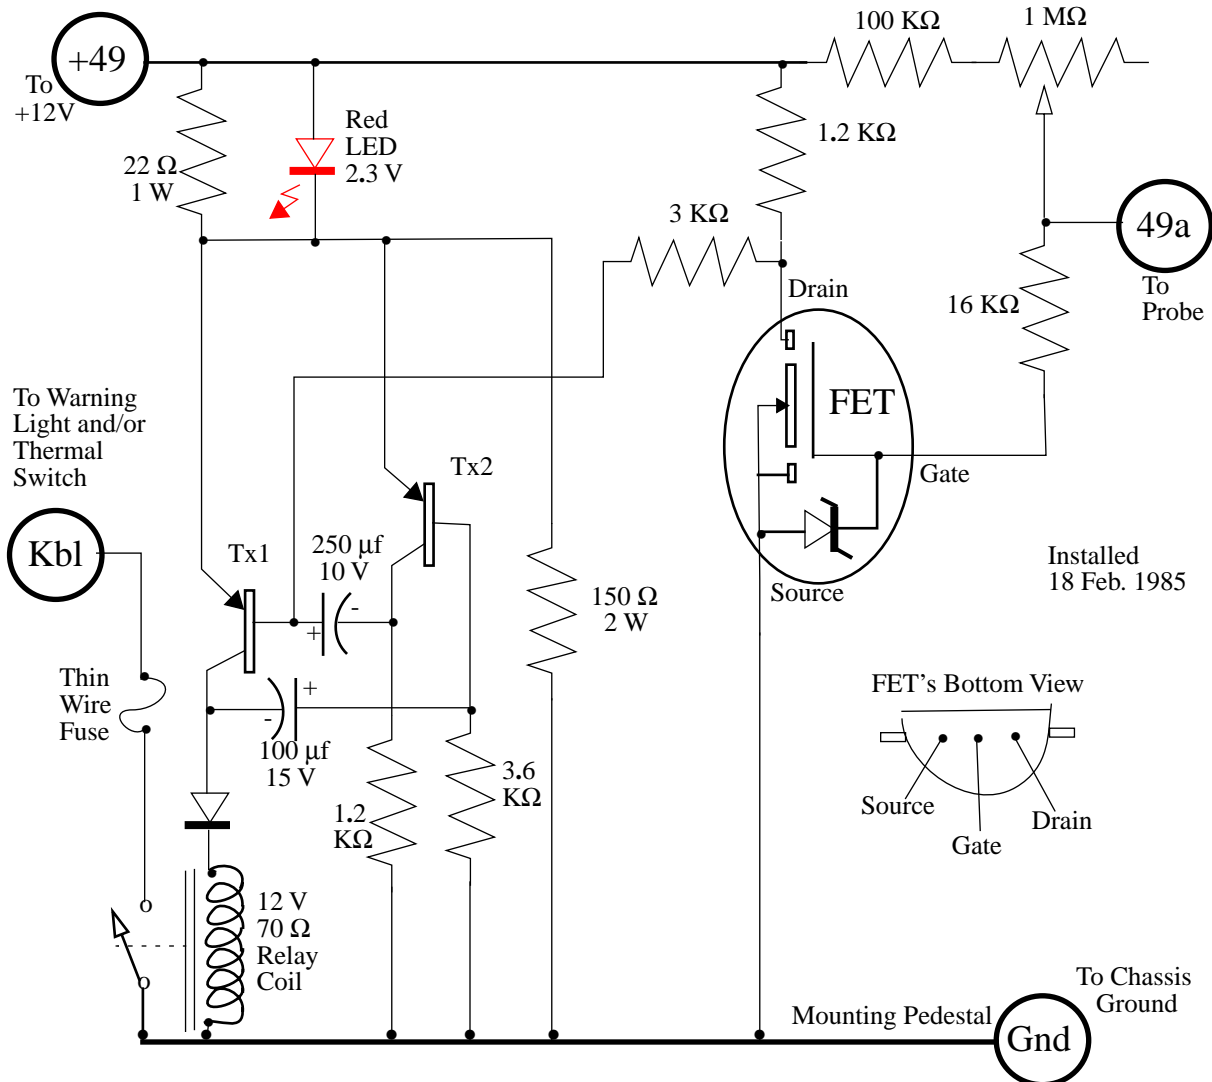 +49
To
+12V
22 Ω
1 W
Red
LED
2.3 V
100 KΩ
1 MΩ
1.2 KΩ
3 KΩ
49a
To
Probe
16 KΩ
Drain
FET
Gate
Source
To Warning
Light and/or
Thermal
Switch
Kbl
Tx1
Tx2
250 µf
10 V
+
-
150 Ω
2 W
Installed
18 Feb. 1985
Thin
Wire
Fuse
-
+
100 µf
15 V
1.2
KΩ
3.6
KΩ
FET's Bottom View
Source
Gate
Drain
12 V
70 Ω
Relay
Coil
Mounting Pedestal
To Chassis
Ground
Gnd